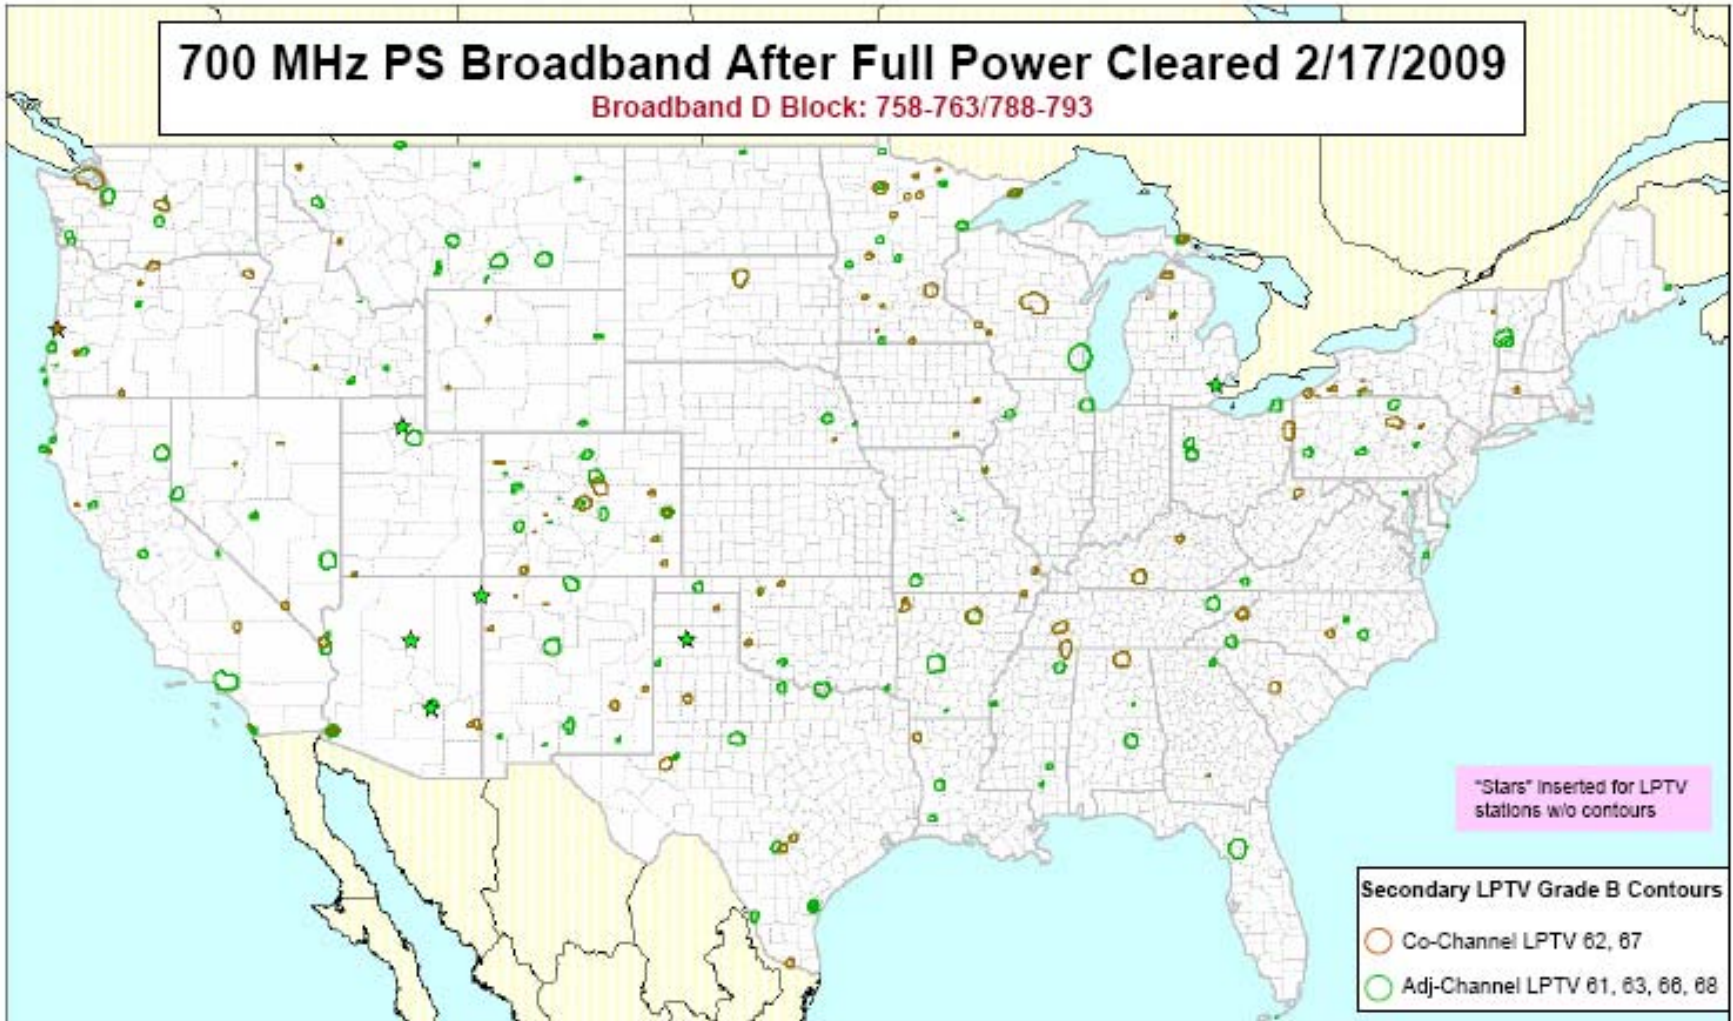 700 MHz PS Broadband After Full Power Cleared 2/17/2009
Broadband D Block: 758-763/788-793
"Stars" Inserted for LPTV
stations w/o contours
Secondary LPTV Grade B Contours
Co-Channel LPTV 62, 67
Adj-Channel LPTV 61, 63, 66, 68